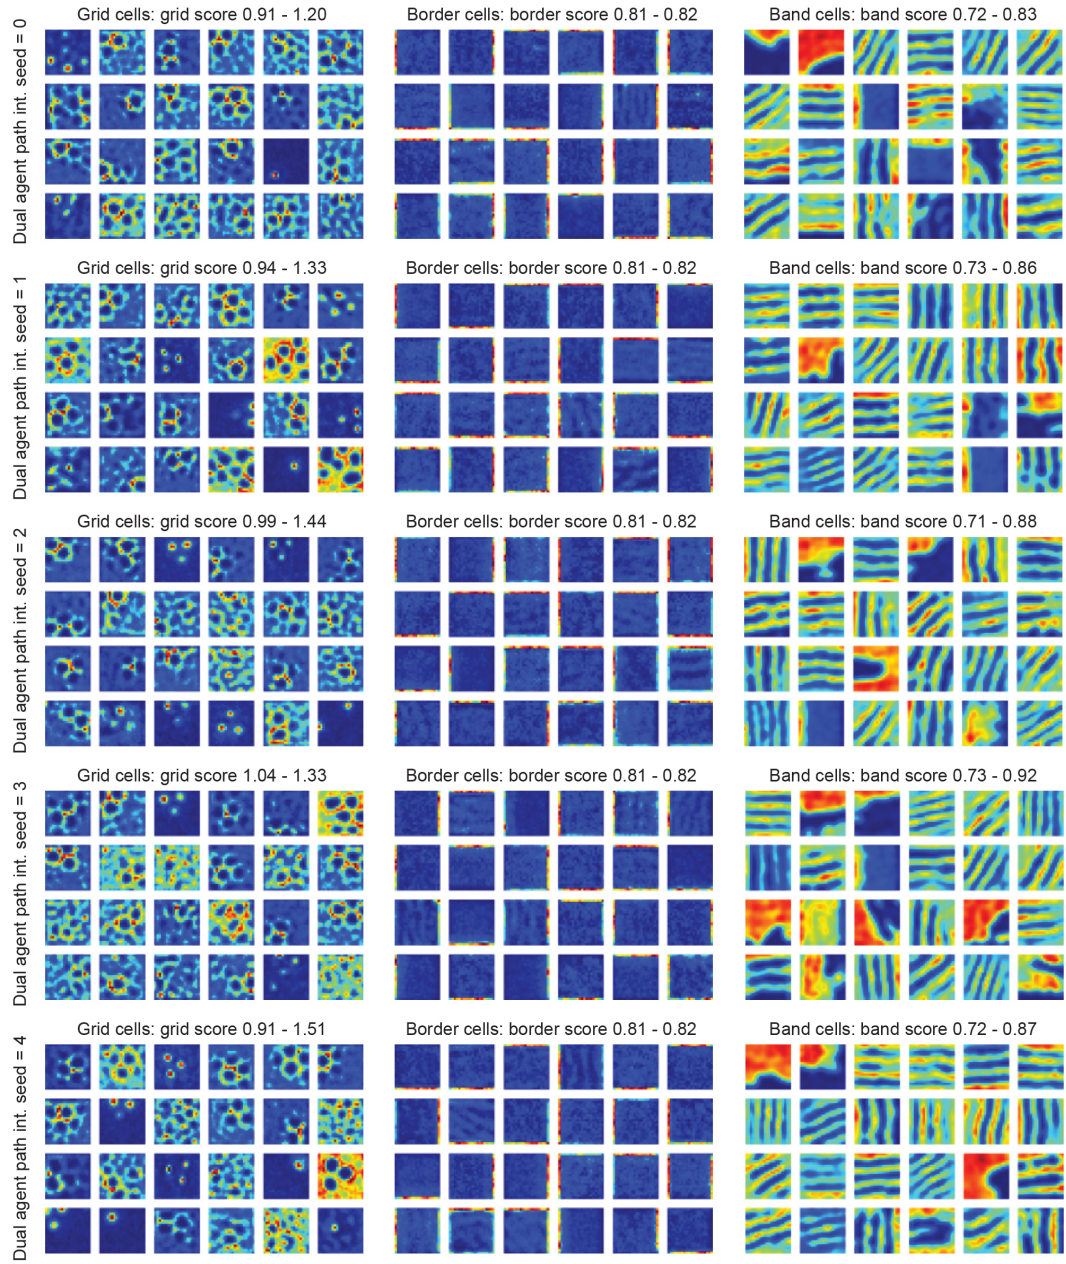 Dual agent path int. seed = 0
Grid cells: grid score 0.91 - 1.20
Border cells: border score 0.81 - 0.82
Band cells: band score 0.72 - 0.83
Dual agent path int. seed = 1
Grid cells: grid score 0.94 - 1.33
Border cells: border score 0.81 - 0.82
Band cells: band score 0.73 - 0.86
Dual agent path int. seed = 2
Grid cells: grid score 0.99 - 1.44
Border cells: border score 0.81 - 0.82
Band cells: band score 0.71 - 0.88
Dual agent path int. seed = 3
Grid cells: grid score 1.04 - 1.33
Border cells: border score 0.81 - 0.82
Band cells: band score 0.73 - 0.92
Dual agent path int. seed = 4
Grid cells: grid score 0.91 - 1.51
Border cells: border score 0.81 - 0.82
Band cells: band score 0.72 - 0.87